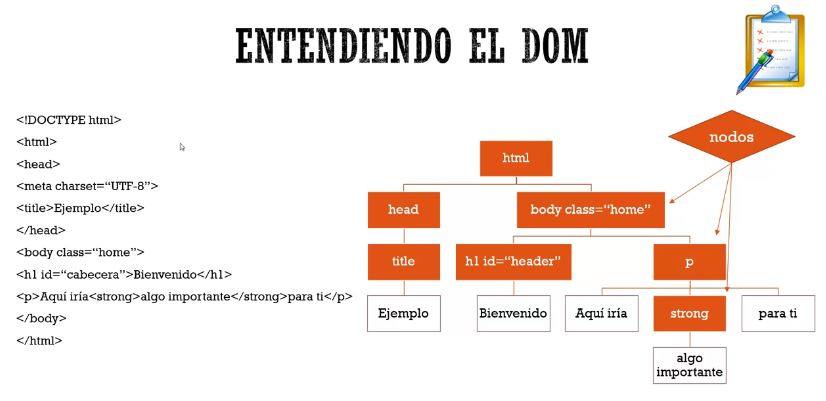 ENTENDIENDO EL DOM
<!DOCTYPE html>
<html>
<head>
<meta charset=“UTF-8”>
<title>Ejemplo</title>
</head>
<body class=“home”>
<h1 id=“cabecera”>Bienvenido</h1>
<p>Aquí iría<strong>algo importante</strong>para ti</p>
</body>
</html>
nodos
html
head
body class=“home”
title
h1 id=“header”
p
Ejemplo
Bienvenido
Aquí iría
strong
para ti
algo
importante